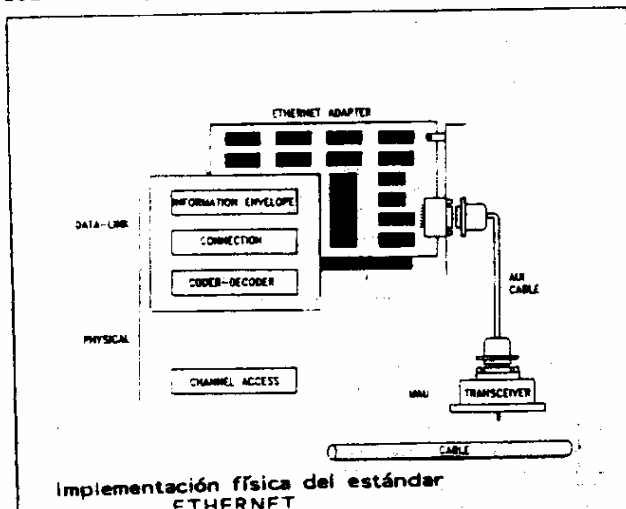 ETHERNET ADAPTER
INFORMATION ENVELOPE
DATA-LINK
CONNECTION
CODER-DECODER
AUI
CABLE
PHYSICAL
CHANNEL ACCESS
MAU
TRANSCEIVER
CABLE
Implementación física del estándar
ETHERNET